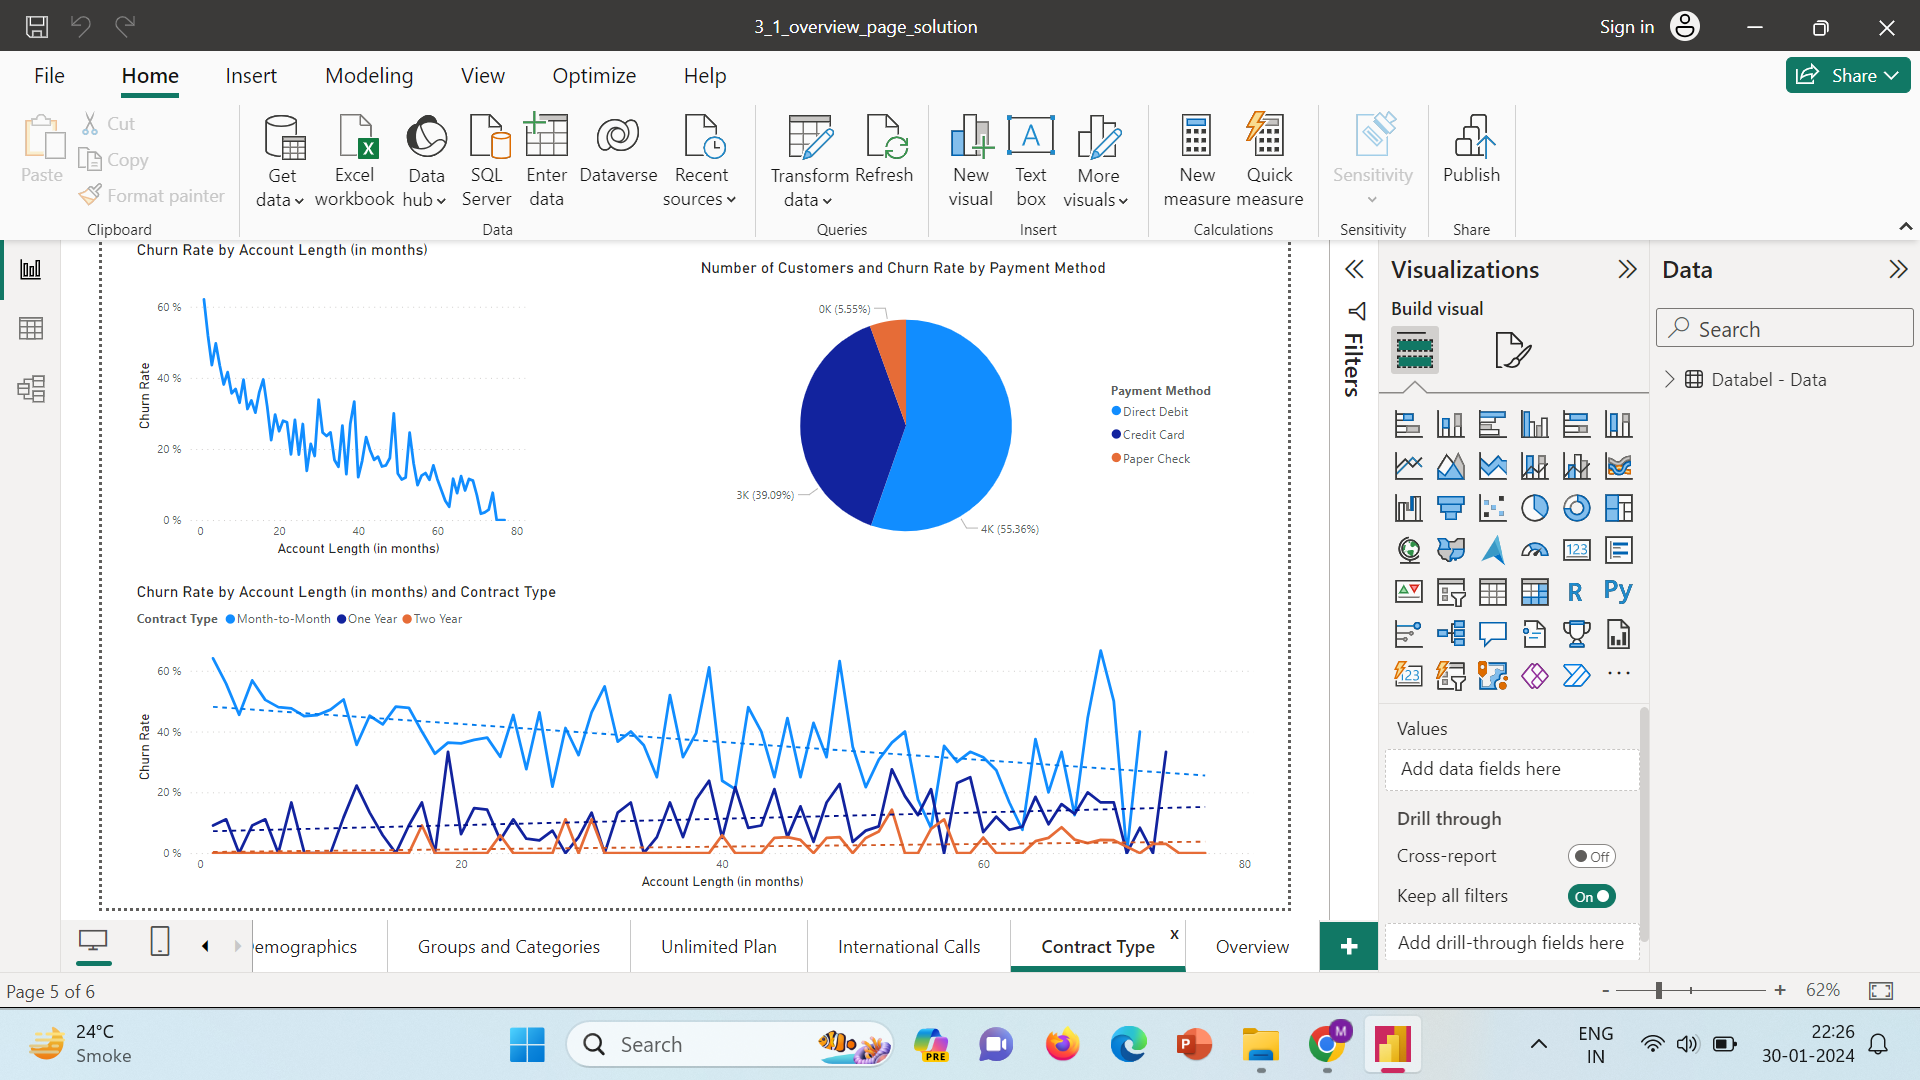 3_1_overview_page_solution
Sign in
File Home Insert Modeling View Optimize Help
Share
Paste
Cut
Copy
Format painter
Clipboard
Get data
Excel workbook
Data hub
SQL Server
Enter data
Dataverse
Recent sources
Data
Transform data
Refresh
Queries
New visual
Text box
More visuals
Insert
New measure
Quick measure
Calculations
Sensitivity
Sensitivity
Publish
Share
Churn Rate by Account Length (in months)
60 %
40 %
20 %
0 %
Churn Rate
0 20 40 60 80
Account Length (in months)
Number of Customers and Churn Rate by Payment Method
0K (5.55%)
3K (39.09%)
4K (55.36%)
Payment Method
Direct Debit
Credit Card
Paper Check
Churn Rate by Account Length (in months) and Contract Type
Contract Type Month-to-Month One Year Two Year
60 %
40 %
20 %
0 %
Churn Rate
0 20 40 60 80
Account Length (in months)
Filters
Visualizations
Build visual
123
R
Py
123
...
Values
Add data fields here
Drill through
Cross-report Off
Keep all filters On
Add drill-through fields here
Data
Search
Databel - Data
emographics Groups and Categories Unlimited Plan International Calls Contract Type x Overview +
Page 5 of 6
- + 62%
24°C
Smoke
Search
PRE
P
M
ENG
IN
22:26
30-01-2024